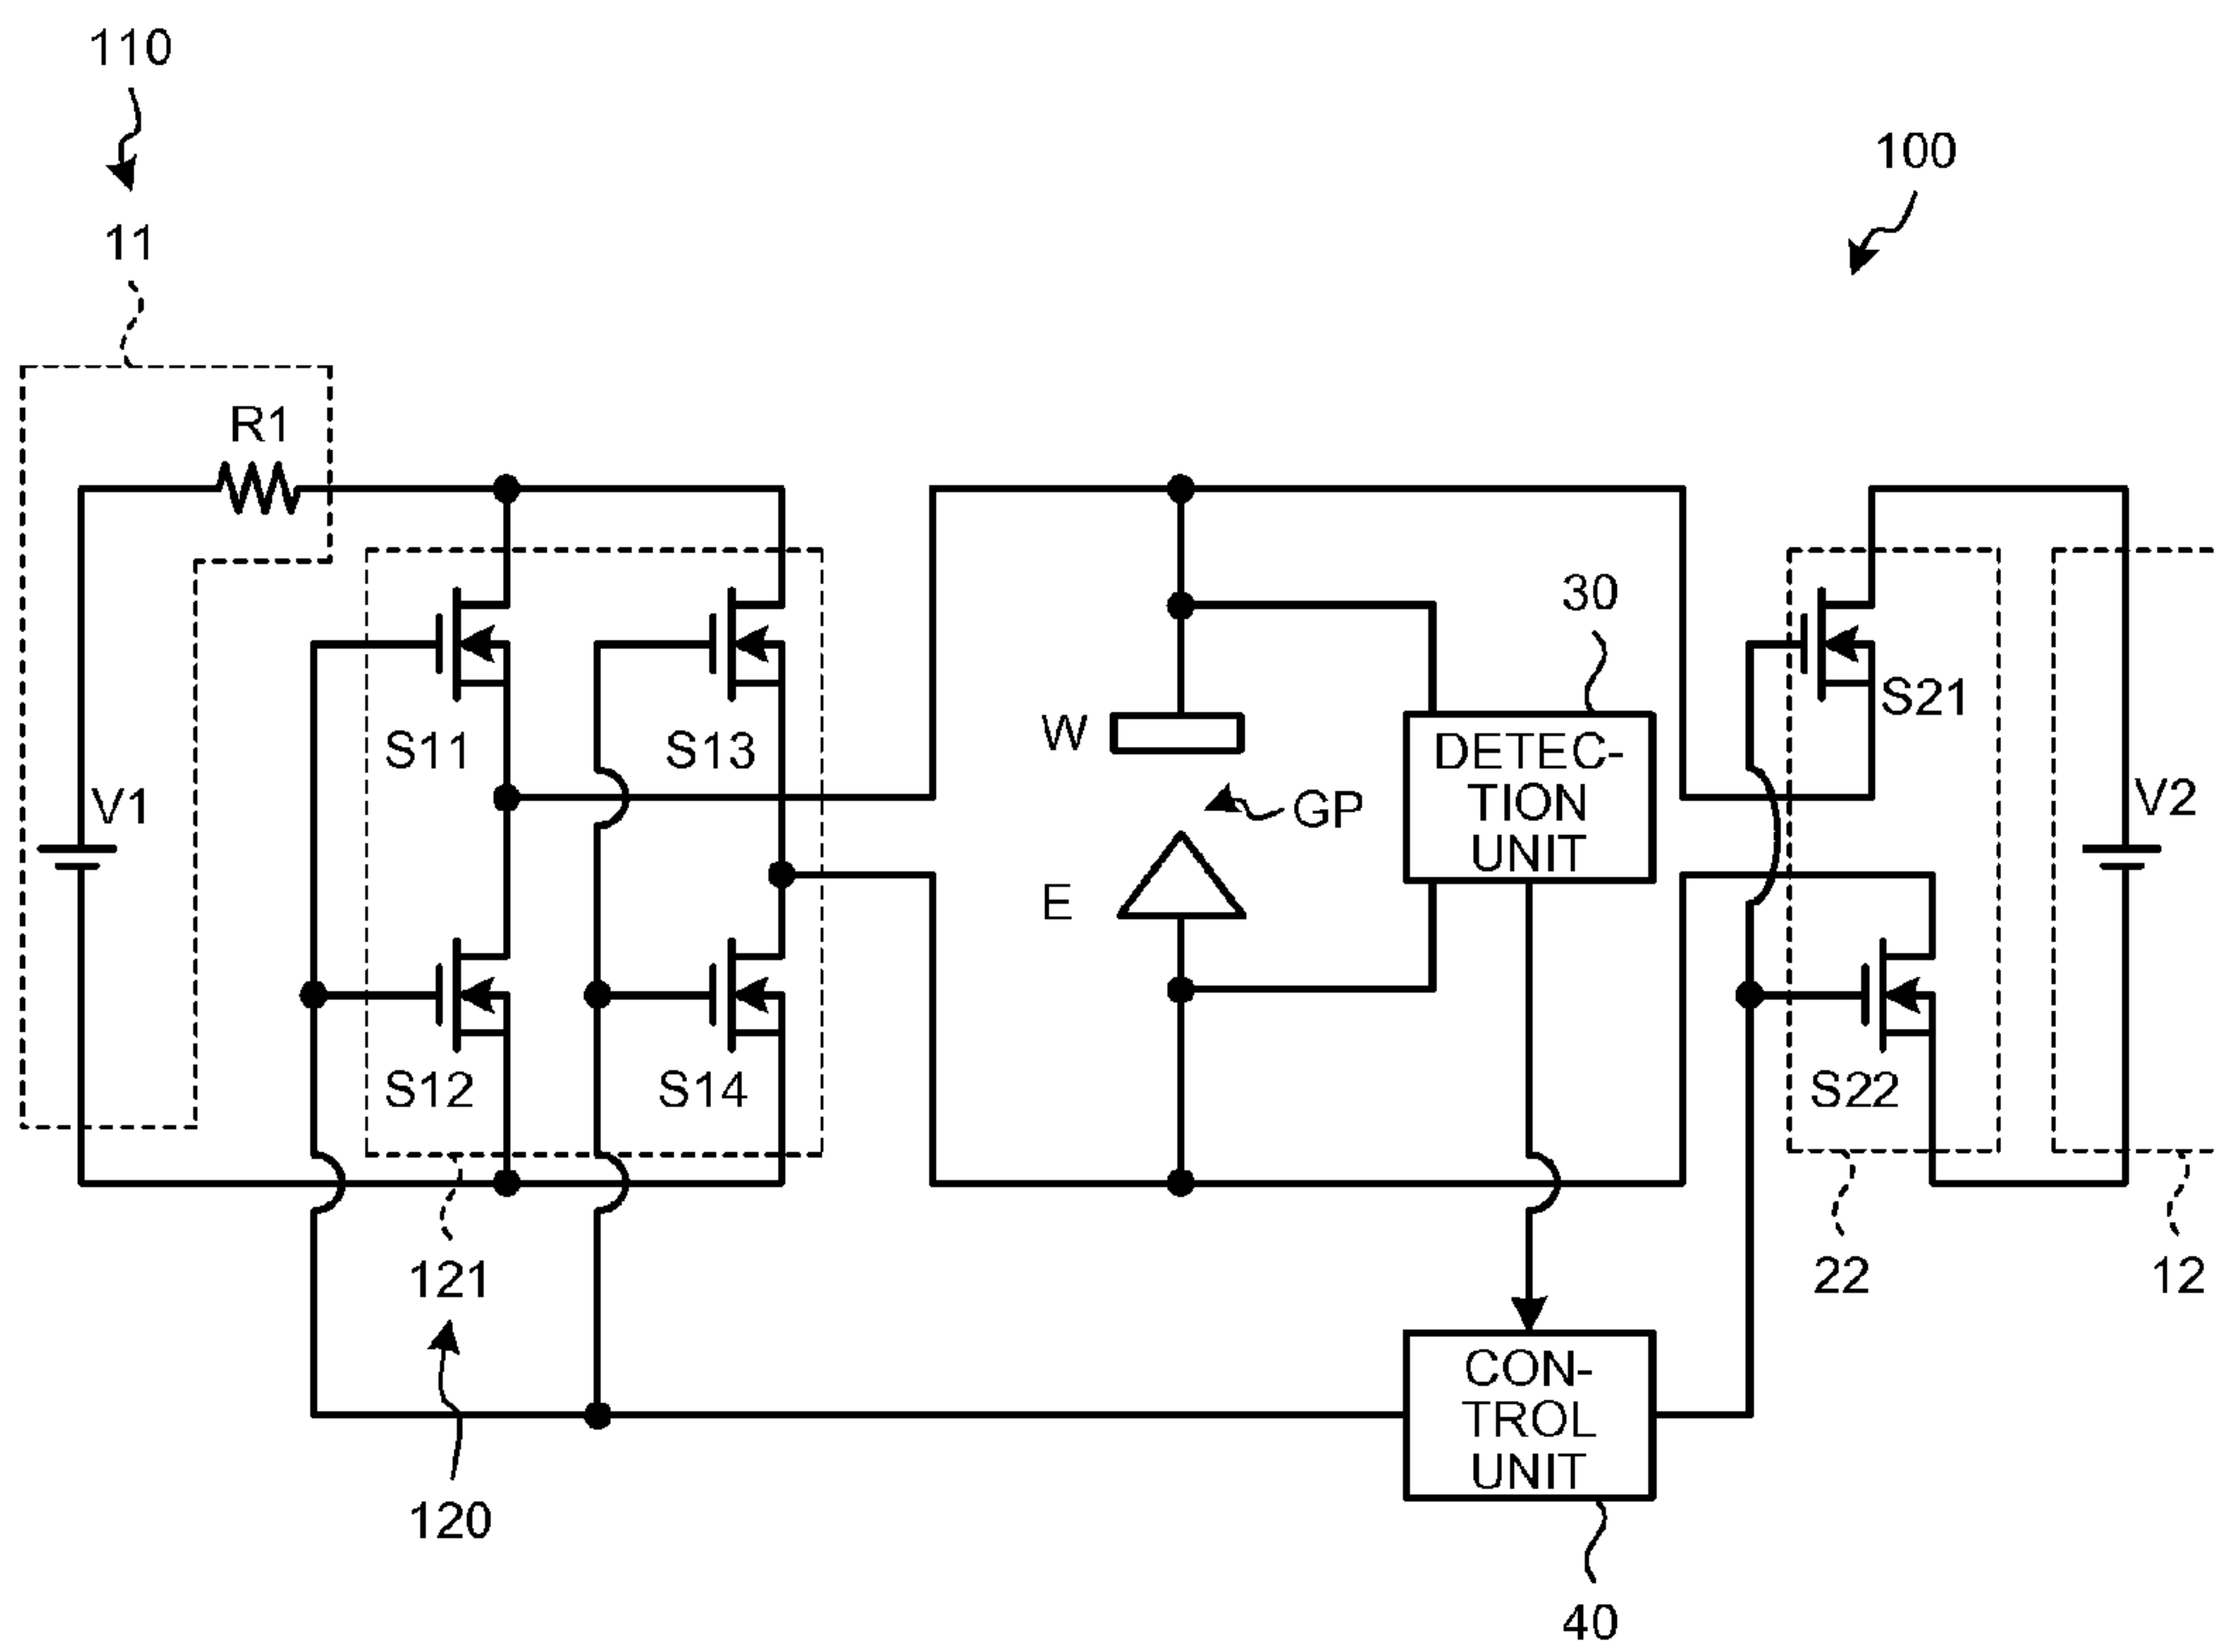 110
100
11
R1
30
S21
W
S11
S13
DETEC-
TION
UNIT
V1
GP
V2
E
S12
S14
S22
121
22
12
CON-
TROL
UNIT
120
40